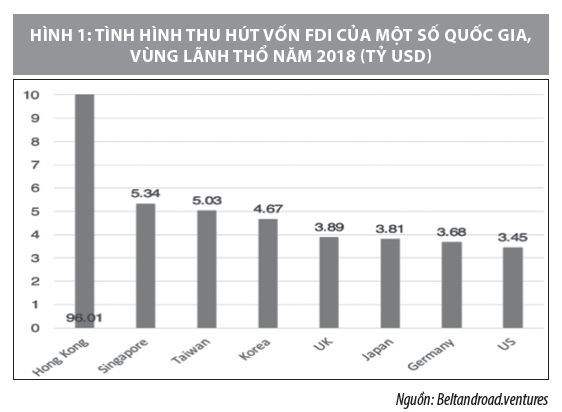 HÌNH 1: TÌNH HÌNH THU HÚT VỐN FDI CỦA MỘT SỐ QUỐC GIA,
VÙNG LÃNH THỔ NĂM 2018 (TỶ USD)
10
9
8
7
6
5
4
3
2
1
0
96.01
5.34
5.03
4.67
3.89
3.81
3.68
3.45
Hong Kong
Singapore
Taiwan
Korea
UK
Japan
Germany
US
Nguồn: Beltandroad.ventures